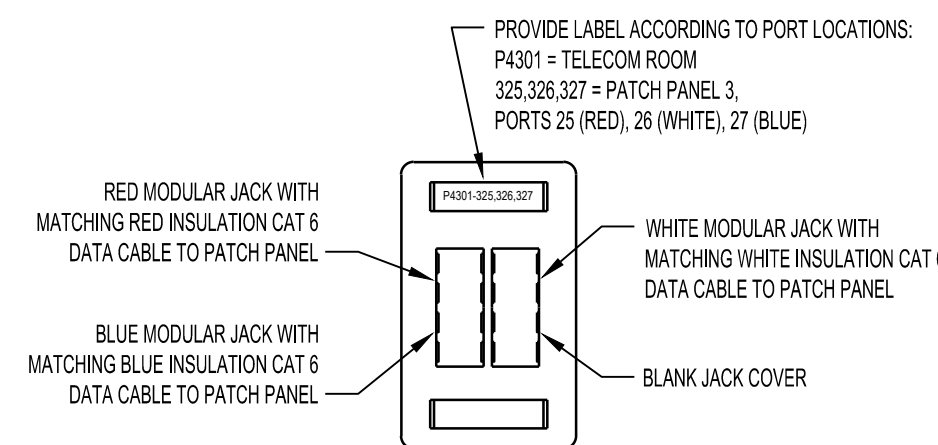 PROVIDE LABEL ACCORDING TO PORT LOCATIONS:
P4301 = TELECOM ROOM
325,326,327 = PATCH PANEL 3,
PORTS 25 (RED), 26 (WHITE), 27 (BLUE)
P4301-325,326,327
RED MODULAR JACK WITH
MATCHING RED INSULATION CAT 6
DATA CABLE TO PATCH PANEL
WHITE MODULAR JACK WITH
MATCHING WHITE INSULATION CAT 6
DATA CABLE TO PATCH PANEL
BLUE MODULAR JACK WITH
MATCHING BLUE INSULATION CAT 6
DATA CABLE TO PATCH PANEL
BLANK JACK COVER